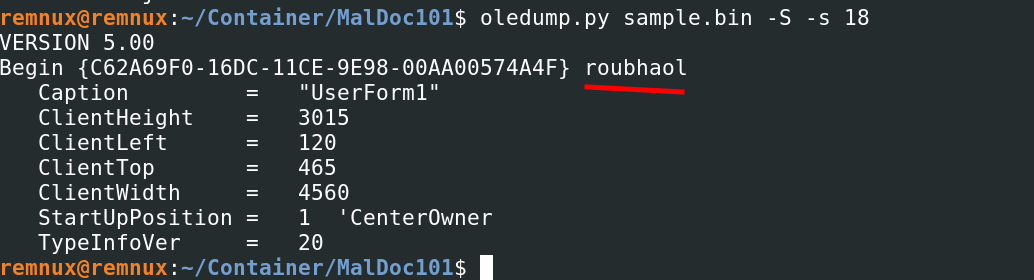 remnux@remnux:~/Container/MalDoc101$ oledump.py sample.bin -S -s 18
VERSION 5.00
Begin {C62A69F0-16DC-11CE-9E98-00AA00574A4F} roubhaol
   Caption         =   "UserForm1"
   ClientHeight    =   3015
   ClientLeft      =   120
   ClientTop       =   465
   ClientWidth     =   4560
   StartUpPosition =   1  'CenterOwner
   TypeInfoVer     =   20
remnux@remnux:~/Container/MalDoc101$